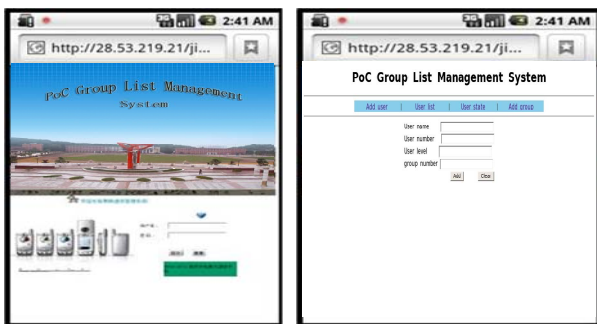 2:41 AM
http://28.53.219.21/ji...
PoC Group List Management
System
2:41 AM
http://28.53.219.21/ji...
PoC Group List Management System
Add user | User list | User state | Add group
User name
User number
User level
group number
Add